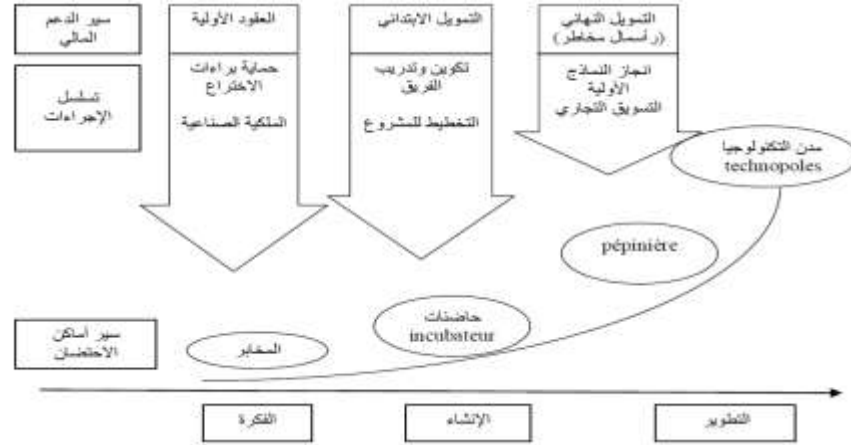 سير الدعم
المالي
العقود الأولية
التمويل الابتدائي
التمويل النهائي
(رأسمال مخاطر)
تسلسل
الإجراءات
حماية براءات
الاختراع
الملكية الصناعية
تكوين وتدريب
الفريق
التخطيط للمشروع
انجاز النماذج
الأولية
التسويق التجاري
مدن التكنولوجيا
technopoles
pépinière
حاضنات
incubateur
المخابر
سير أماكن
الاحتضان
الفكرة
الإنشاء
التطوير